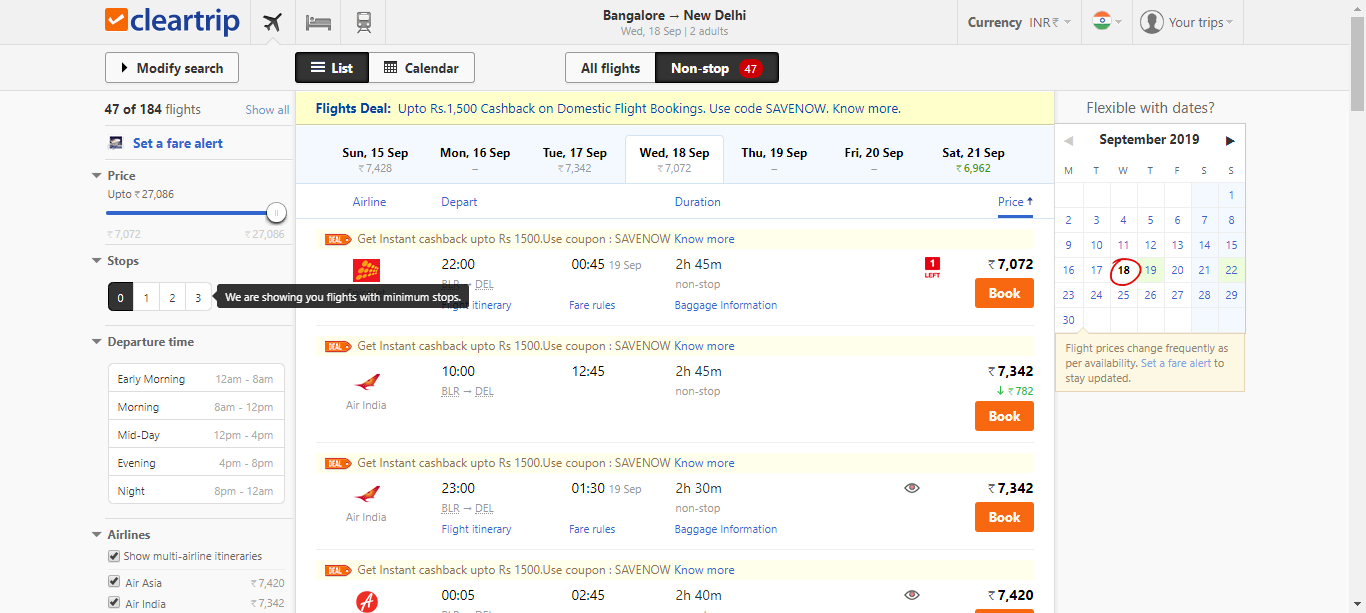 cleartrip
Bangalore → New Delhi
Wed, 18 Sep | 2 adults
Currency INR ₹
Your trips
Modify search
List
Calendar
All flights
Non-stop 47
47 of 184 flights Show all
Set a fare alert
Price
Upto ₹ 27,086
₹ 7,072 ₹ 27,086
Stops
0 1 2 3
We are showing you flights with minimum stops.
Departure time
Early Morning 12am - 8am
Morning 8am - 12pm
Mid-Day 12pm - 4pm
Evening 4pm - 8pm
Night 8pm - 12am
Airlines
Show multi-airline itineraries
Air Asia ₹ 7,420
Air India ₹ 7,342
Flights Deal: Upto Rs.1,500 Cashback on Domestic Flight Bookings. Use code SAVENOW. Know more.
Sun, 15 Sep Mon, 16 Sep Tue, 17 Sep Wed, 18 Sep Thu, 19 Sep Fri, 20 Sep Sat, 21 Sep
₹ 7,428 – ₹ 7,342 ₹ 7,072 – – ₹ 6,962
Airline Depart Duration Price ↑
DEAL Get Instant cashback upto Rs 1500.Use coupon : SAVENOW Know more
22:00 00:45 19 Sep 2h 45m 1 ₹ 7,072
BLR → DEL non-stop LEFT
Flight itinerary Fare rules Baggage Information Book
DEAL Get Instant cashback upto Rs 1500.Use coupon : SAVENOW Know more
10:00 12:45 2h 45m ₹ 7,342
BLR → DEL non-stop ↓ ₹ 782
Air India Book
DEAL Get Instant cashback upto Rs 1500.Use coupon : SAVENOW Know more
23:00 01:30 19 Sep 2h 30m ₹ 7,342
BLR → DEL non-stop
Air India Book
Flight itinerary Fare rules Baggage Information
DEAL Get Instant cashback upto Rs 1500.Use coupon : SAVENOW Know more
00:05 02:45 2h 40m ₹ 7,420
Flexible with dates?
September 2019
M T W T F S S
1
2 3 4 5 6 7 8
9 10 11 12 13 14 15
16 17 18 19 20 21 22
23 24 25 26 27 28 29
30
Flight prices change frequently as
per availability. Set a fare alert to
stay updated.